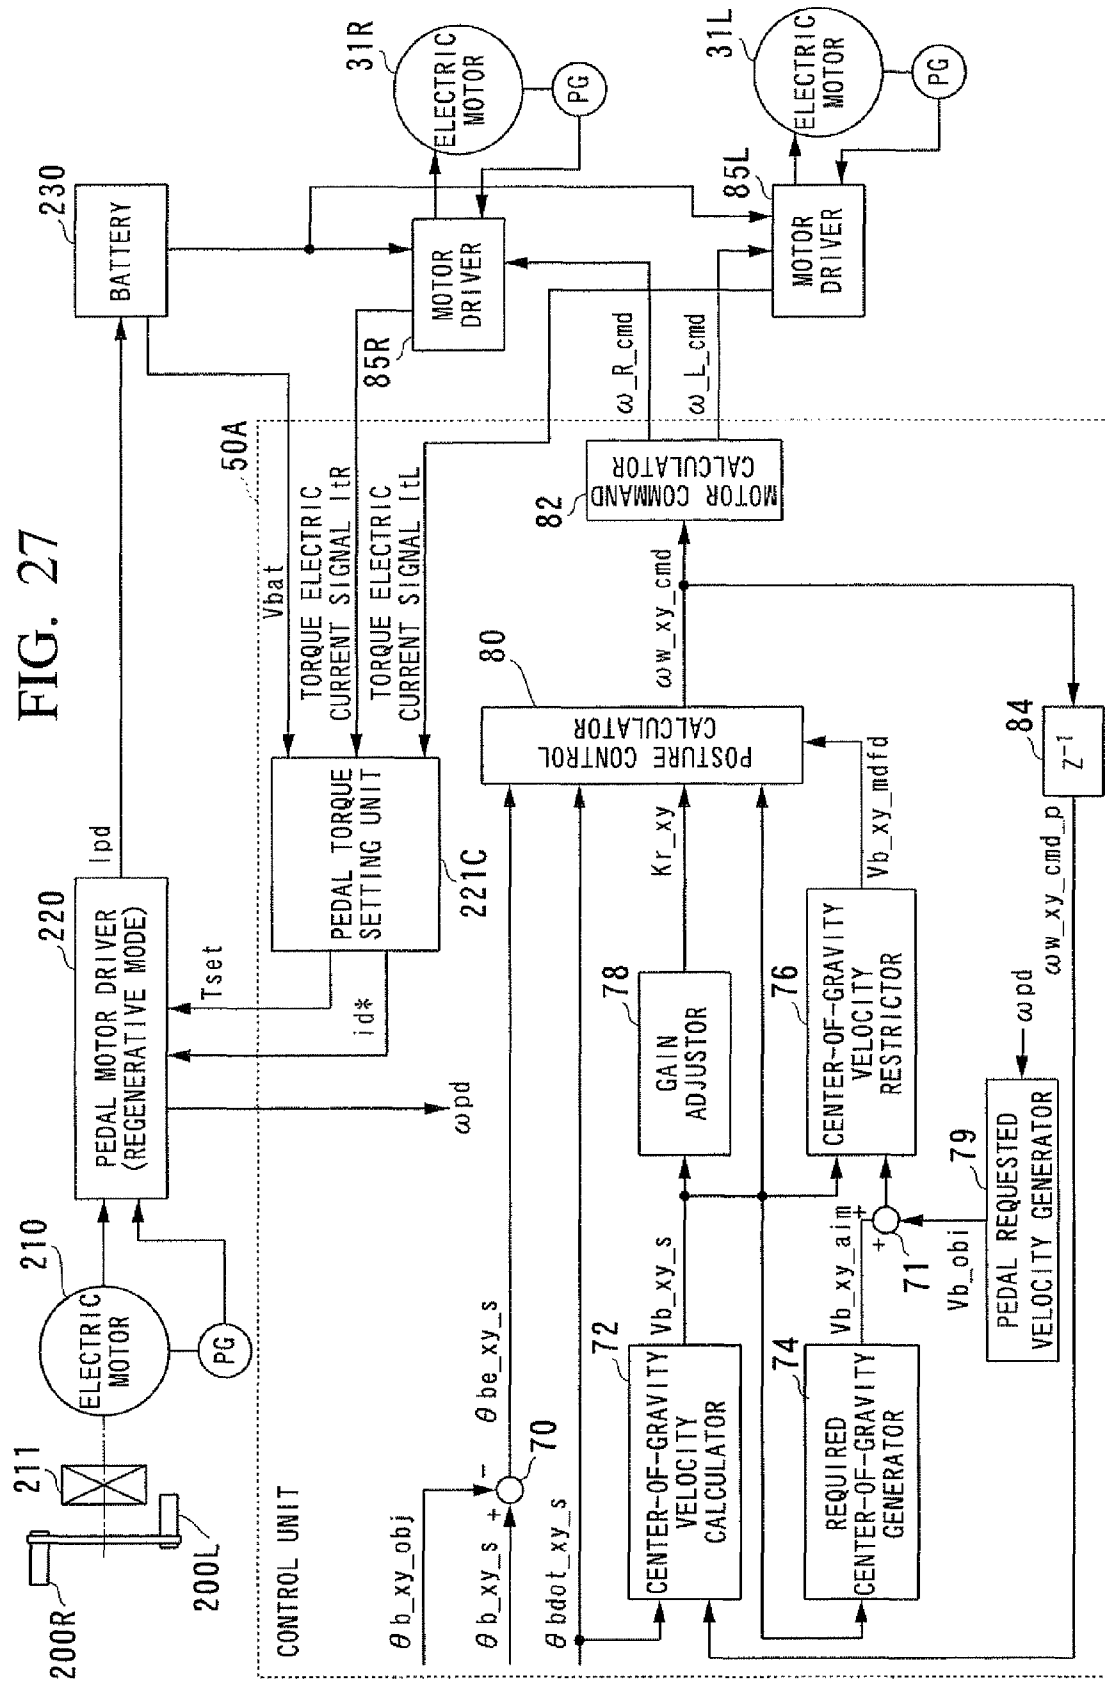 FIG. 27
200R
200L
211
210
ELECTRIC
MOTOR
PG
220
PEDAL MOTOR DRIVER
(REGENERATIVE MODE)
Ipd
230
BATTERY
Tset
id*
ωpd
Vbat
50A
CONTROL UNIT
PEDAL TORQUE
SETTING UNIT
221C
TORQUE ELECTRIC
CURRENT SIGNAL ItR
TORQUE ELECTRIC
CURRENT SIGNAL ItL
85R
MOTOR
DRIVER
31R
ELECTRIC
MOTOR
PG
85L
MOTOR
DRIVER
31L
ELECTRIC
MOTOR
PG
θb_xy_obj
θb_xy_s
+
-
70
θbe_xy_s
θbdot_xy_s
72
CENTER-OF-GRAVITY
VELOCITY
CALCULATOR
Vb_xy_s
78
GAIN
ADJUSTOR
Kr_xy
80
POSTURE CONTROL
CALCULATOR
ωw_xy_cmd
82
MOTOR COMMAND
CALCULATOR
ω_R_cmd
ω_L_cmd
74
REQUIRED
CENTER-OF-GRAVITY
GENERATOR
Vb_xy_aim
+
+
71
76
CENTER-OF-GRAVITY
VELOCITY
RESTRICTOR
Vb_xy_mdfd
Vb_obi
79
PEDAL REQUESTED
VELOCITY GENERATOR
ωpd
84
Z-1
ωw_xy_cmd_p